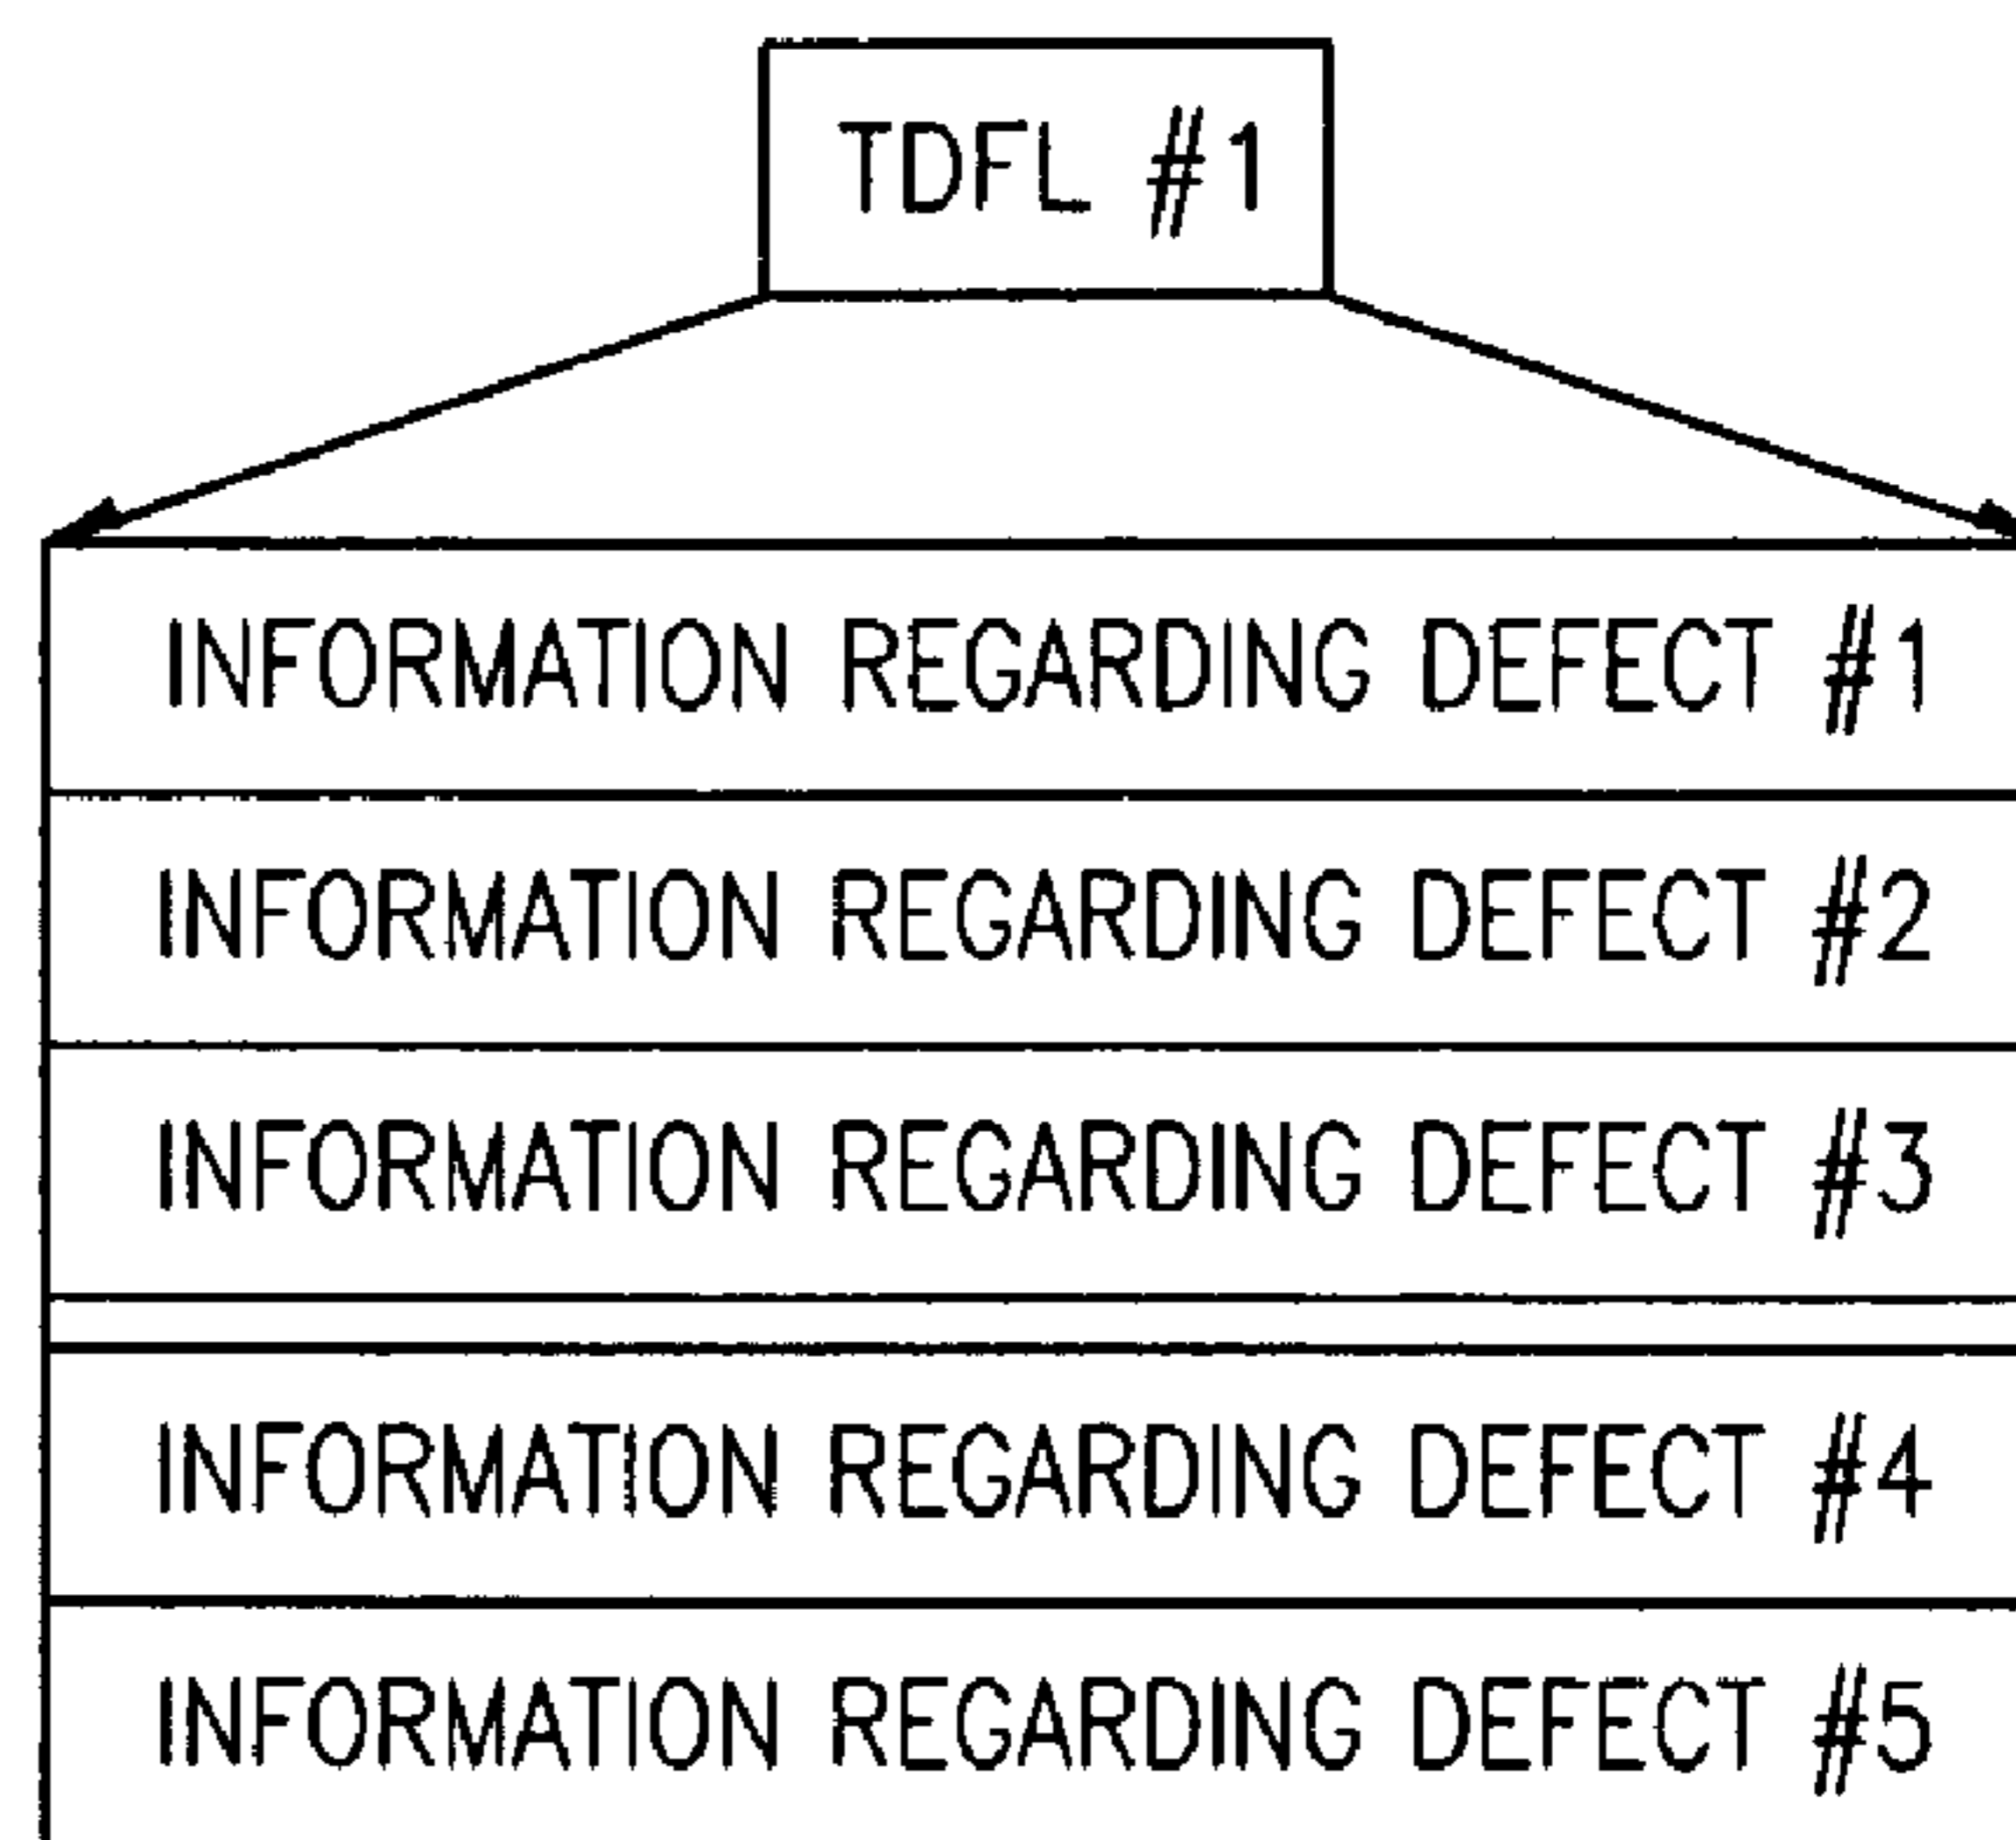 TDFL #1
INFORMATION REGARDING DEFECT #1
INFORMATION REGARDING DEFECT #2
INFORMATION REGARDING DEFECT #3
INFORMATION REGARDING DEFECT #4
INFORMATION REGARDING DEFECT #5